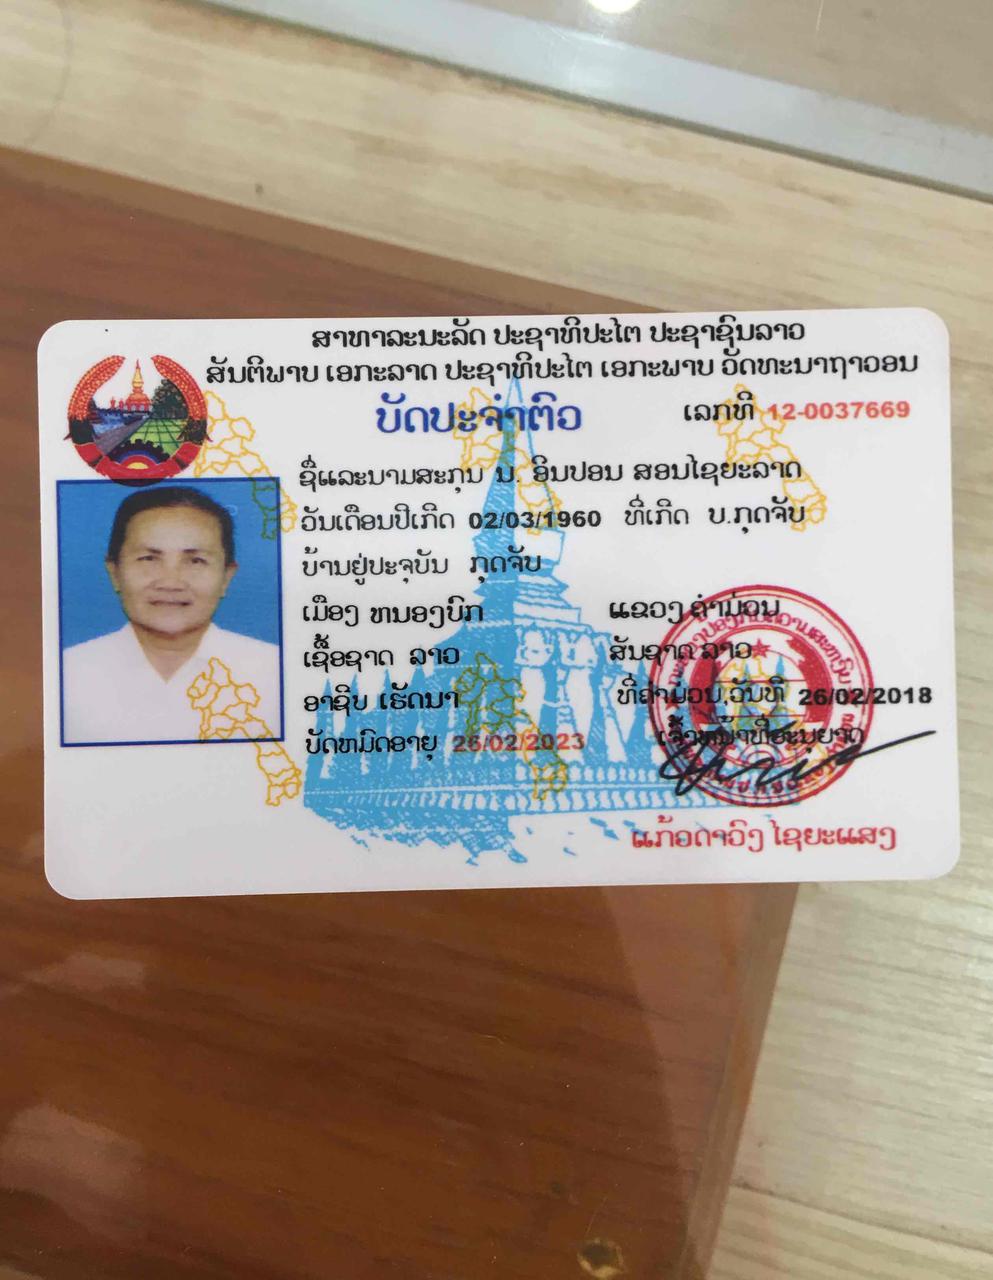 ສາທາລະນະລັດ ປະຊາທິປະໄຕ ປະຊາຊົນລາວ
ສັນຕິພາບ ເອກະລາດ ປະຊາທິປະໄຕ ເອກະພາບ ວັດທະນາຖາວອນ
ບັດປະຈຳຕົວ ເລກທີ 12-0037669
ຊື່ແລະນາມສະກຸນ ນ. ອິນປອນ ສອນໄຊຍະລາດ
ວັນເດືອນປີເກີດ 02/03/1960 ທີ່ເກີດ ບ.ກຸດຈັບ
ບ້ານຢູ່ປະຈຸບັນ ກຸດຈັບ
ເມືອງ ຫນອງບົກ ແຂວງ ຄຳມ່ວນ
ເຊື້ອຊາດ ລາວ ສັນຊາດ ລາວ
ອາຊີບ ເຮັດນາ ທີ່ຄຳມ່ວນ,ວັນທີ 26/02/2018
ບັດຫມົດອາຍຸ 26/02/2023 ເຈົ້າຫນ້າທີ່ອະນຸຍາດ
ແກ້ວດາວົງ ໄຊຍະແສງ